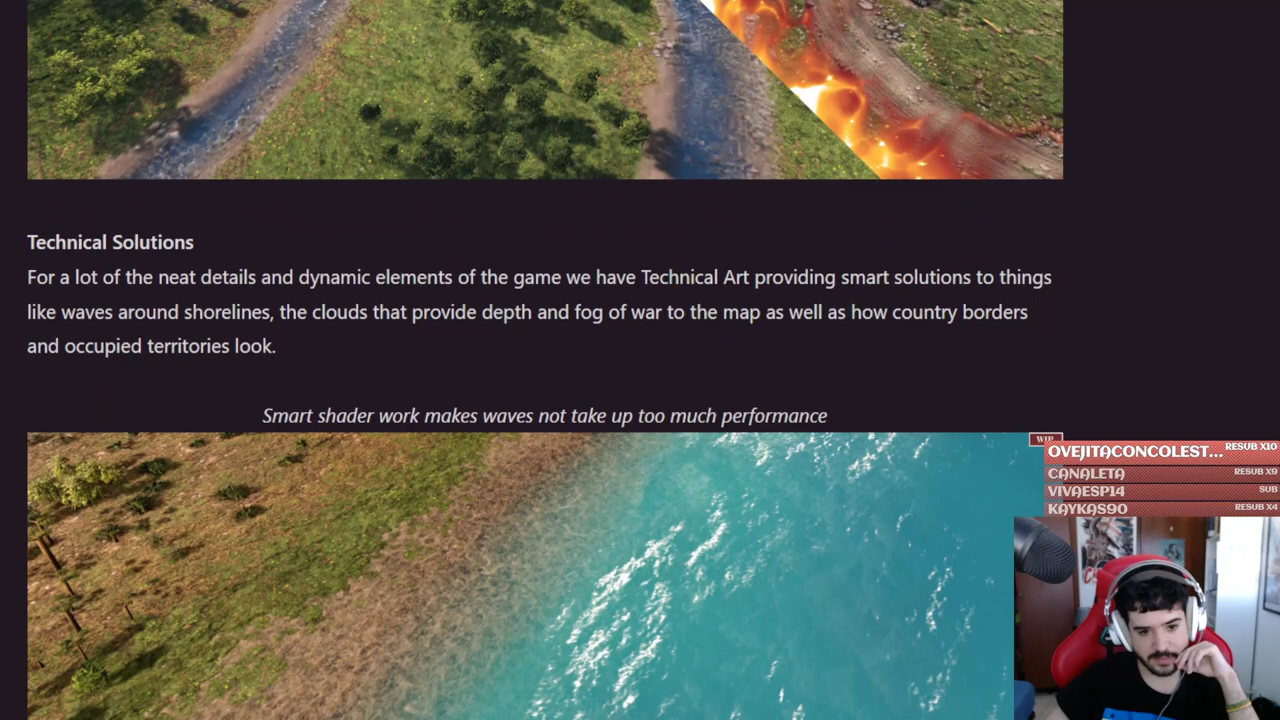 Technical Solutions
For a lot of the neat details and dynamic elements of the game we have Technical Art providing smart solutions to things
like waves around shorelines, the clouds that provide depth and fog of war to the map as well as how country borders
and occupied territories look.
Smart shader work makes waves not take up too much performance
WIP
OVEJITACONCOLEST... RESUB X10
CANALETA RESUB X9
VIVAESP14 SUB
KAYKAS90 RESUB X4